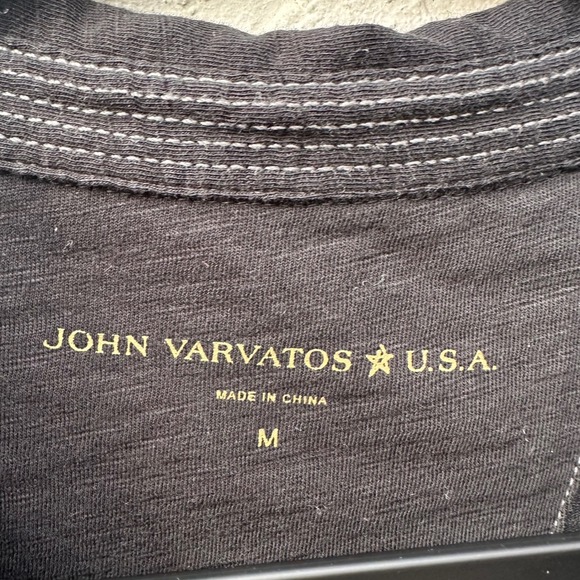 JOHN VARVATOS ★ U.S.A.
MADE IN CHINA
M